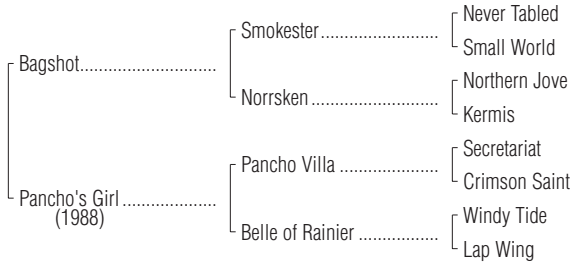 Never Tabled
Smokester
Small World
Bagshot
Northern Jove
Norrsken
Kermis
Secretariat
Pancho Villa
Crimson Saint
Pancho's Girl
(1988)
Windy Tide
Belle of Rainier
Lap Wing